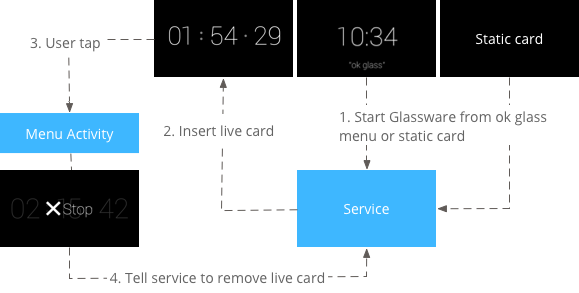 01 : 54 · 29
10:34
"ok glass"
Static card
3. User tap
Menu Activity
2. Insert live card
1. Start Glassware from ok glass
menu or static card
02 15 42
Stop
Service
4. Tell service to remove live card